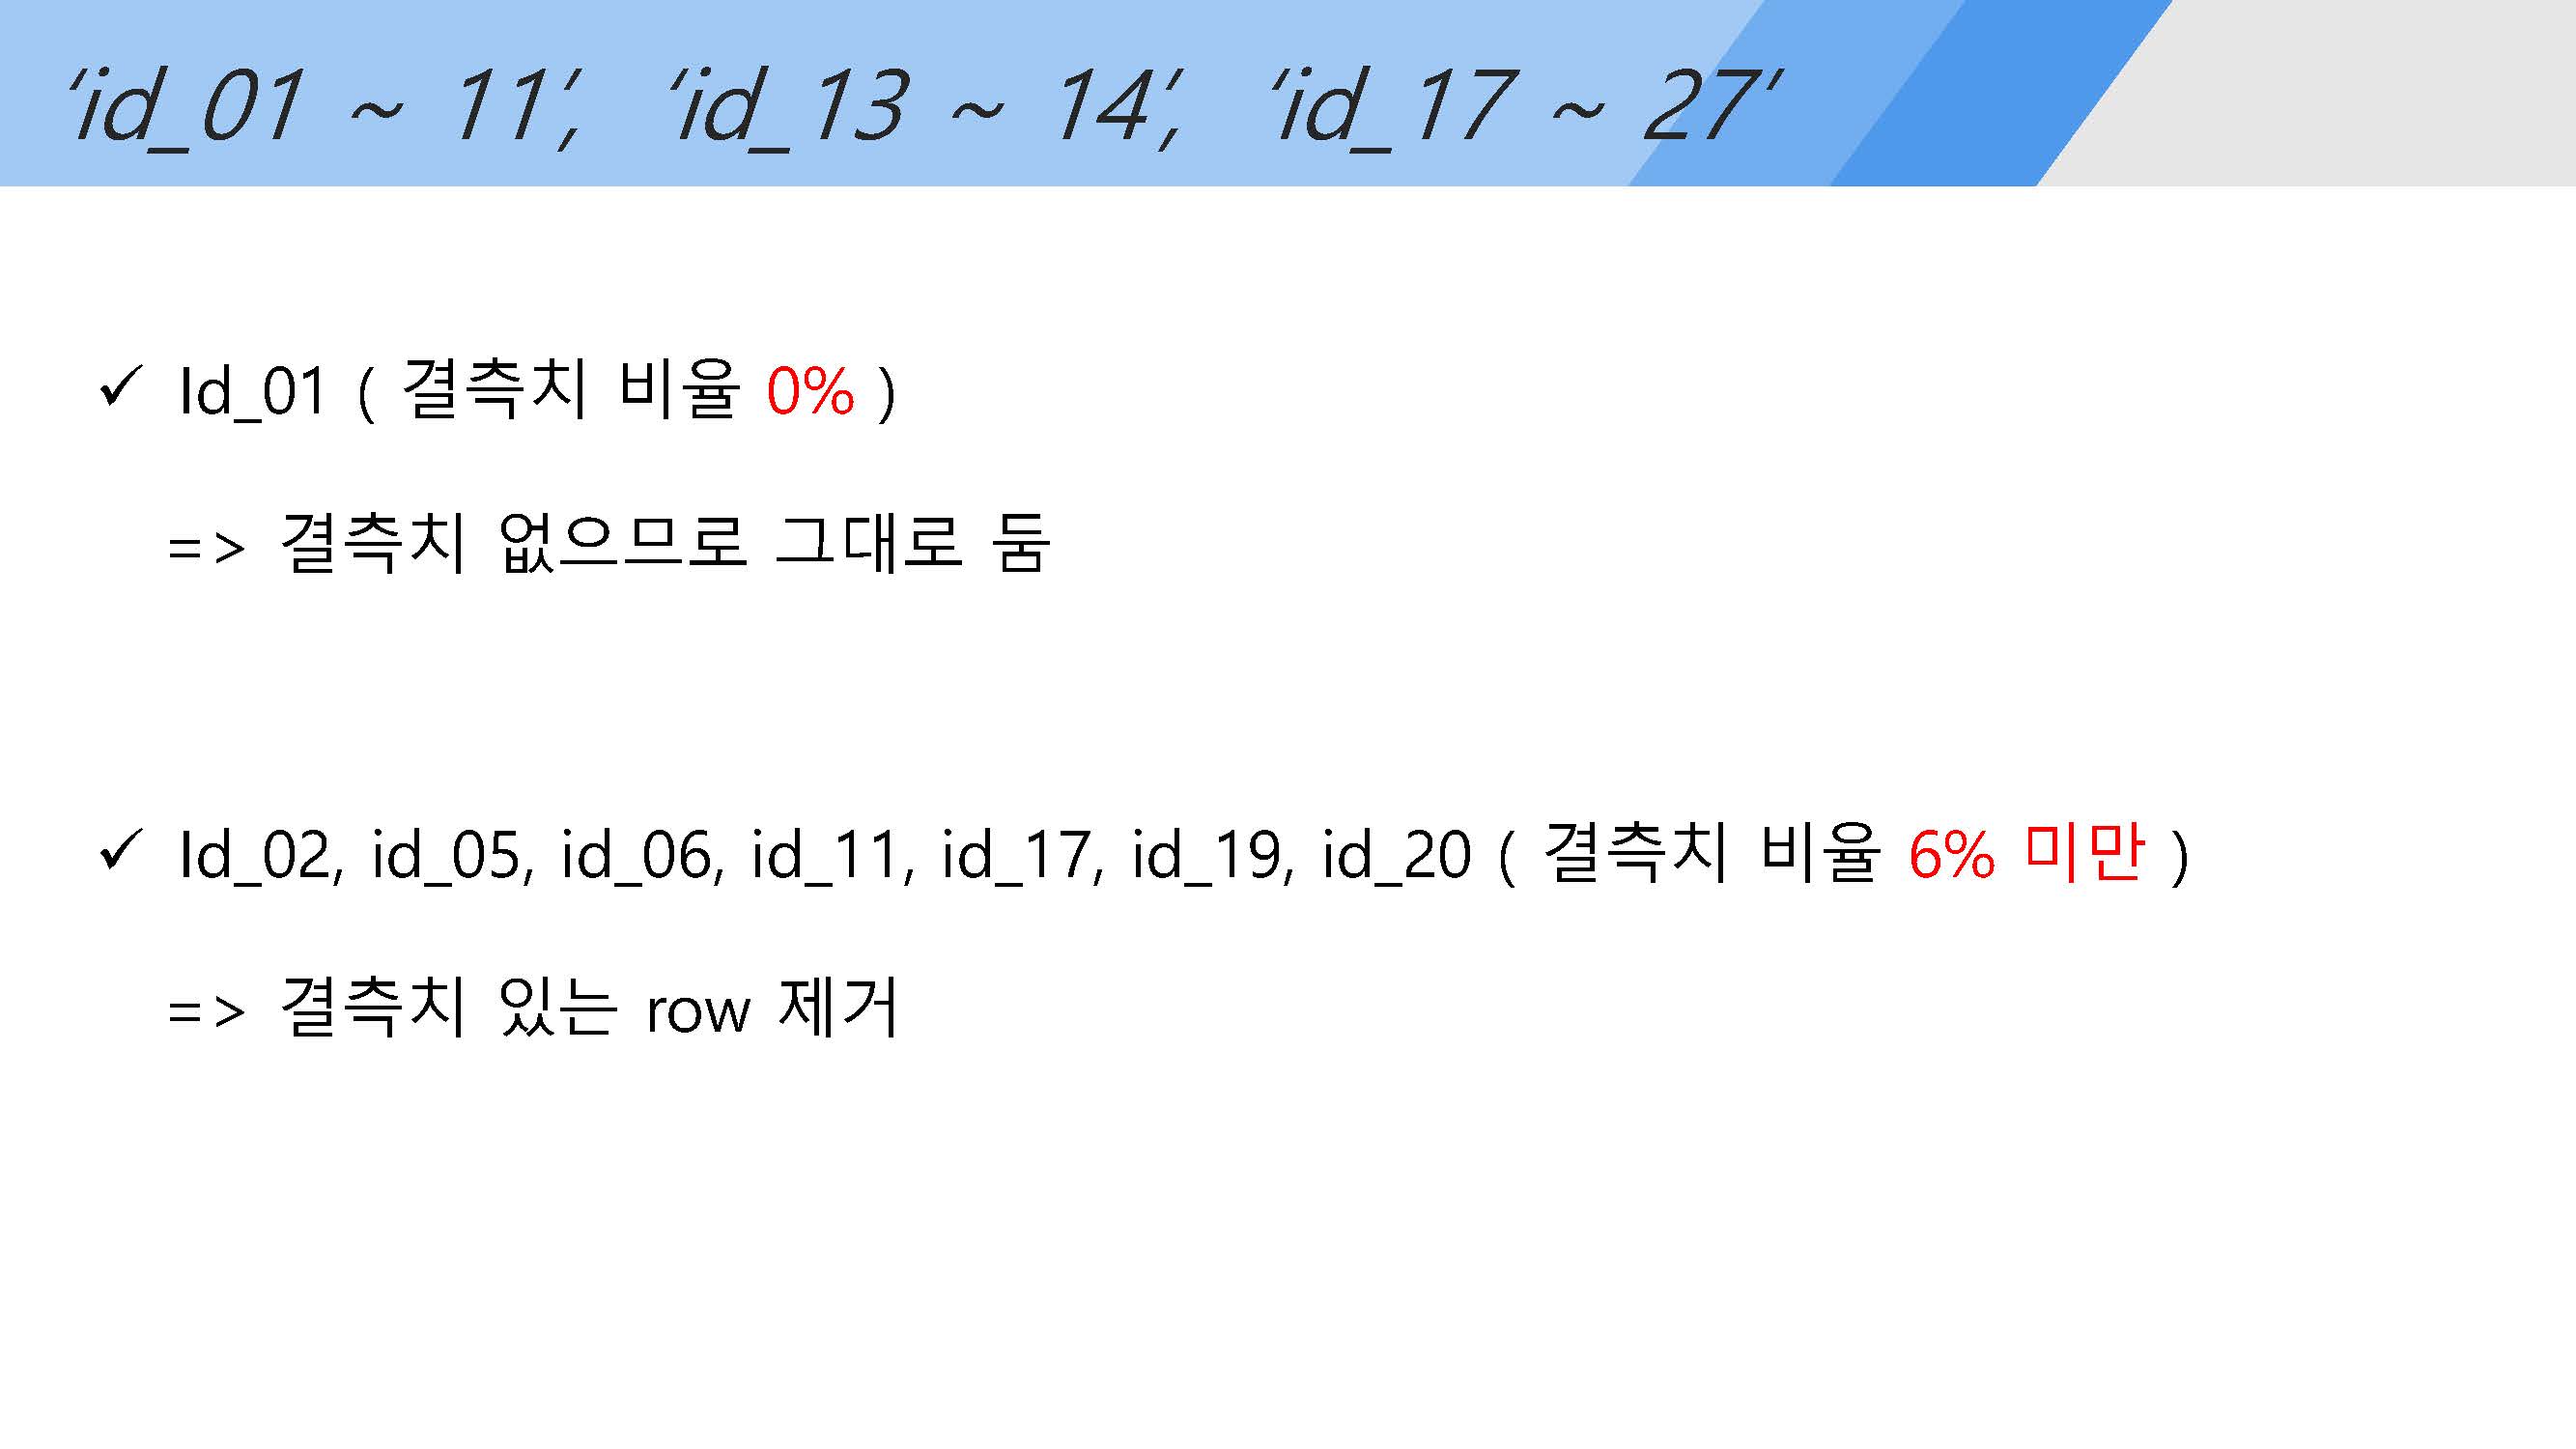 ‘id_01 ~ 11’, ‘id_13 ~ 14’, ‘id_17 ~ 27’
✓ Id_01 ( 결측치 비율 0% )
=> 결측치 없으므로 그대로 둠
✓ Id_02, id_05, id_06, id_11, id_17, id_19, id_20 ( 결측치 비율 6% 미만 )
=> 결측치 있는 row 제거